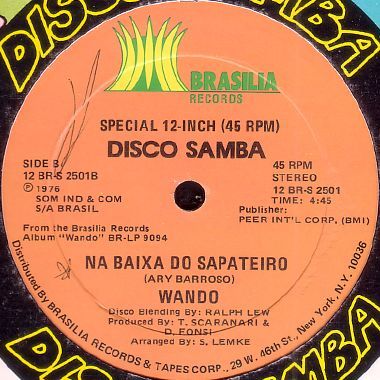 DISCO SAMBA
BRASILIA
RECORDS
SPECIAL 12-INCH (45 RPM)
DISCO SAMBA
SIDE B
12 BR-S 2501B
Ⓟ 1976
SOM IND & COM
S/A BRASIL
45 RPM
STEREO
12 BR-S 2501
TIME: 4:45
Publisher:
PEER INT'L CORP. (BMI)
From the Brasilia Records
Album "Wando" BR-LP 9094
NA BAIXA DO SAPATEIRO
(ARY BARROSO)
WANDO
Disco Blending By: RALPH LEW
Produced By: T. SCARANARI &
D. FONSI
Arranged By: S. LEMKE
Distributed By BRASILIA RECORDS & TAPES CORP., 29 W. 46th St., New York, N.Y. 10036
DISCO SAMBA